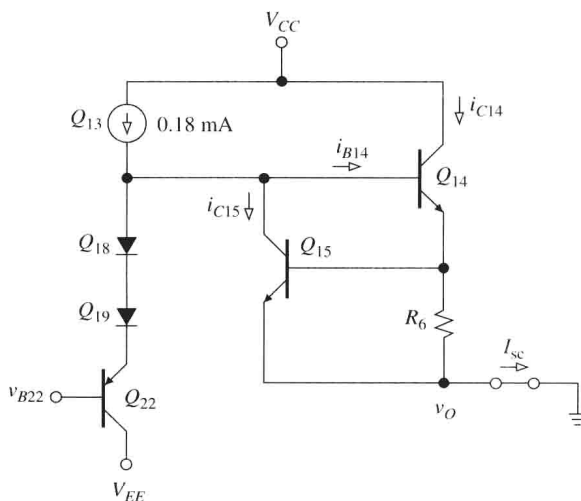 V_CC
Q_13
0.18 mA
i_C14
i_B14
Q_14
i_C15
Q_18
Q_15
Q_19
R_6
I_sc
v_B22
Q_22
v_O
V_EE